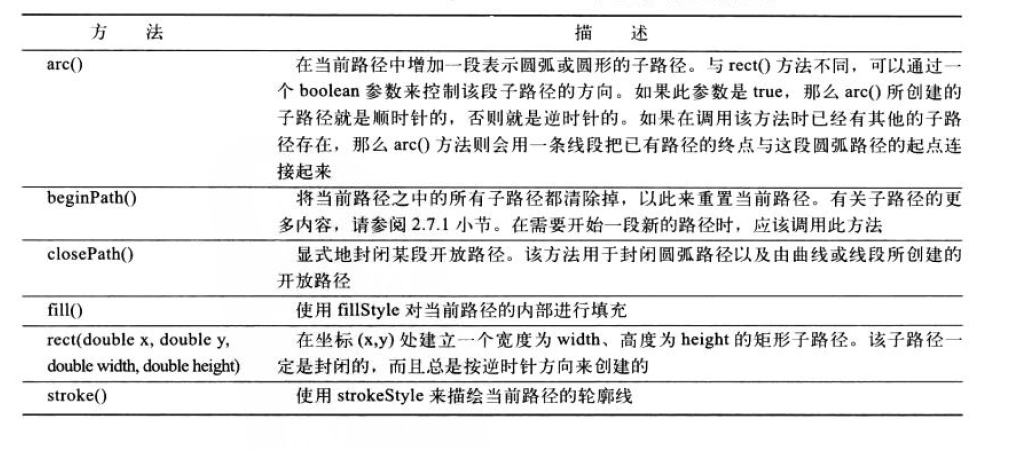 方 法 描 述
arc() 在当前路径中增加一段表示圆弧或圆形的子路径。与 rect() 方法不同，可以通过一
个 boolean 参数来控制该段子路径的方向。如果此参数是 true，那么 arc() 所创建的
子路径就是顺时针的，否则就是逆时针的。如果在调用该方法时已经有其他的子路
径存在，那么 arc() 方法则会用一条线段把已有路径的终点与这段圆弧路径的起点连
接起来
beginPath() 将当前路径之中的所有子路径都清除掉，以此来重置当前路径。有关子路径的更
多内容，请参阅 2.7.1 小节。在需要开始一段新的路径时，应该调用此方法
closePath() 显式地封闭某段开放路径。该方法用于封闭圆弧路径以及由曲线或线段所创建的
开放路径
fill() 使用 fillStyle 对当前路径的内部进行填充
rect(double x, double y, 在坐标 (x,y) 处建立一个宽度为 width、高度为 height 的矩形子路径。该子路径一
double width, double height) 定是封闭的，而且总是按逆时针方向来创建的
stroke() 使用 strokeStyle 来描绘当前路径的轮廓线